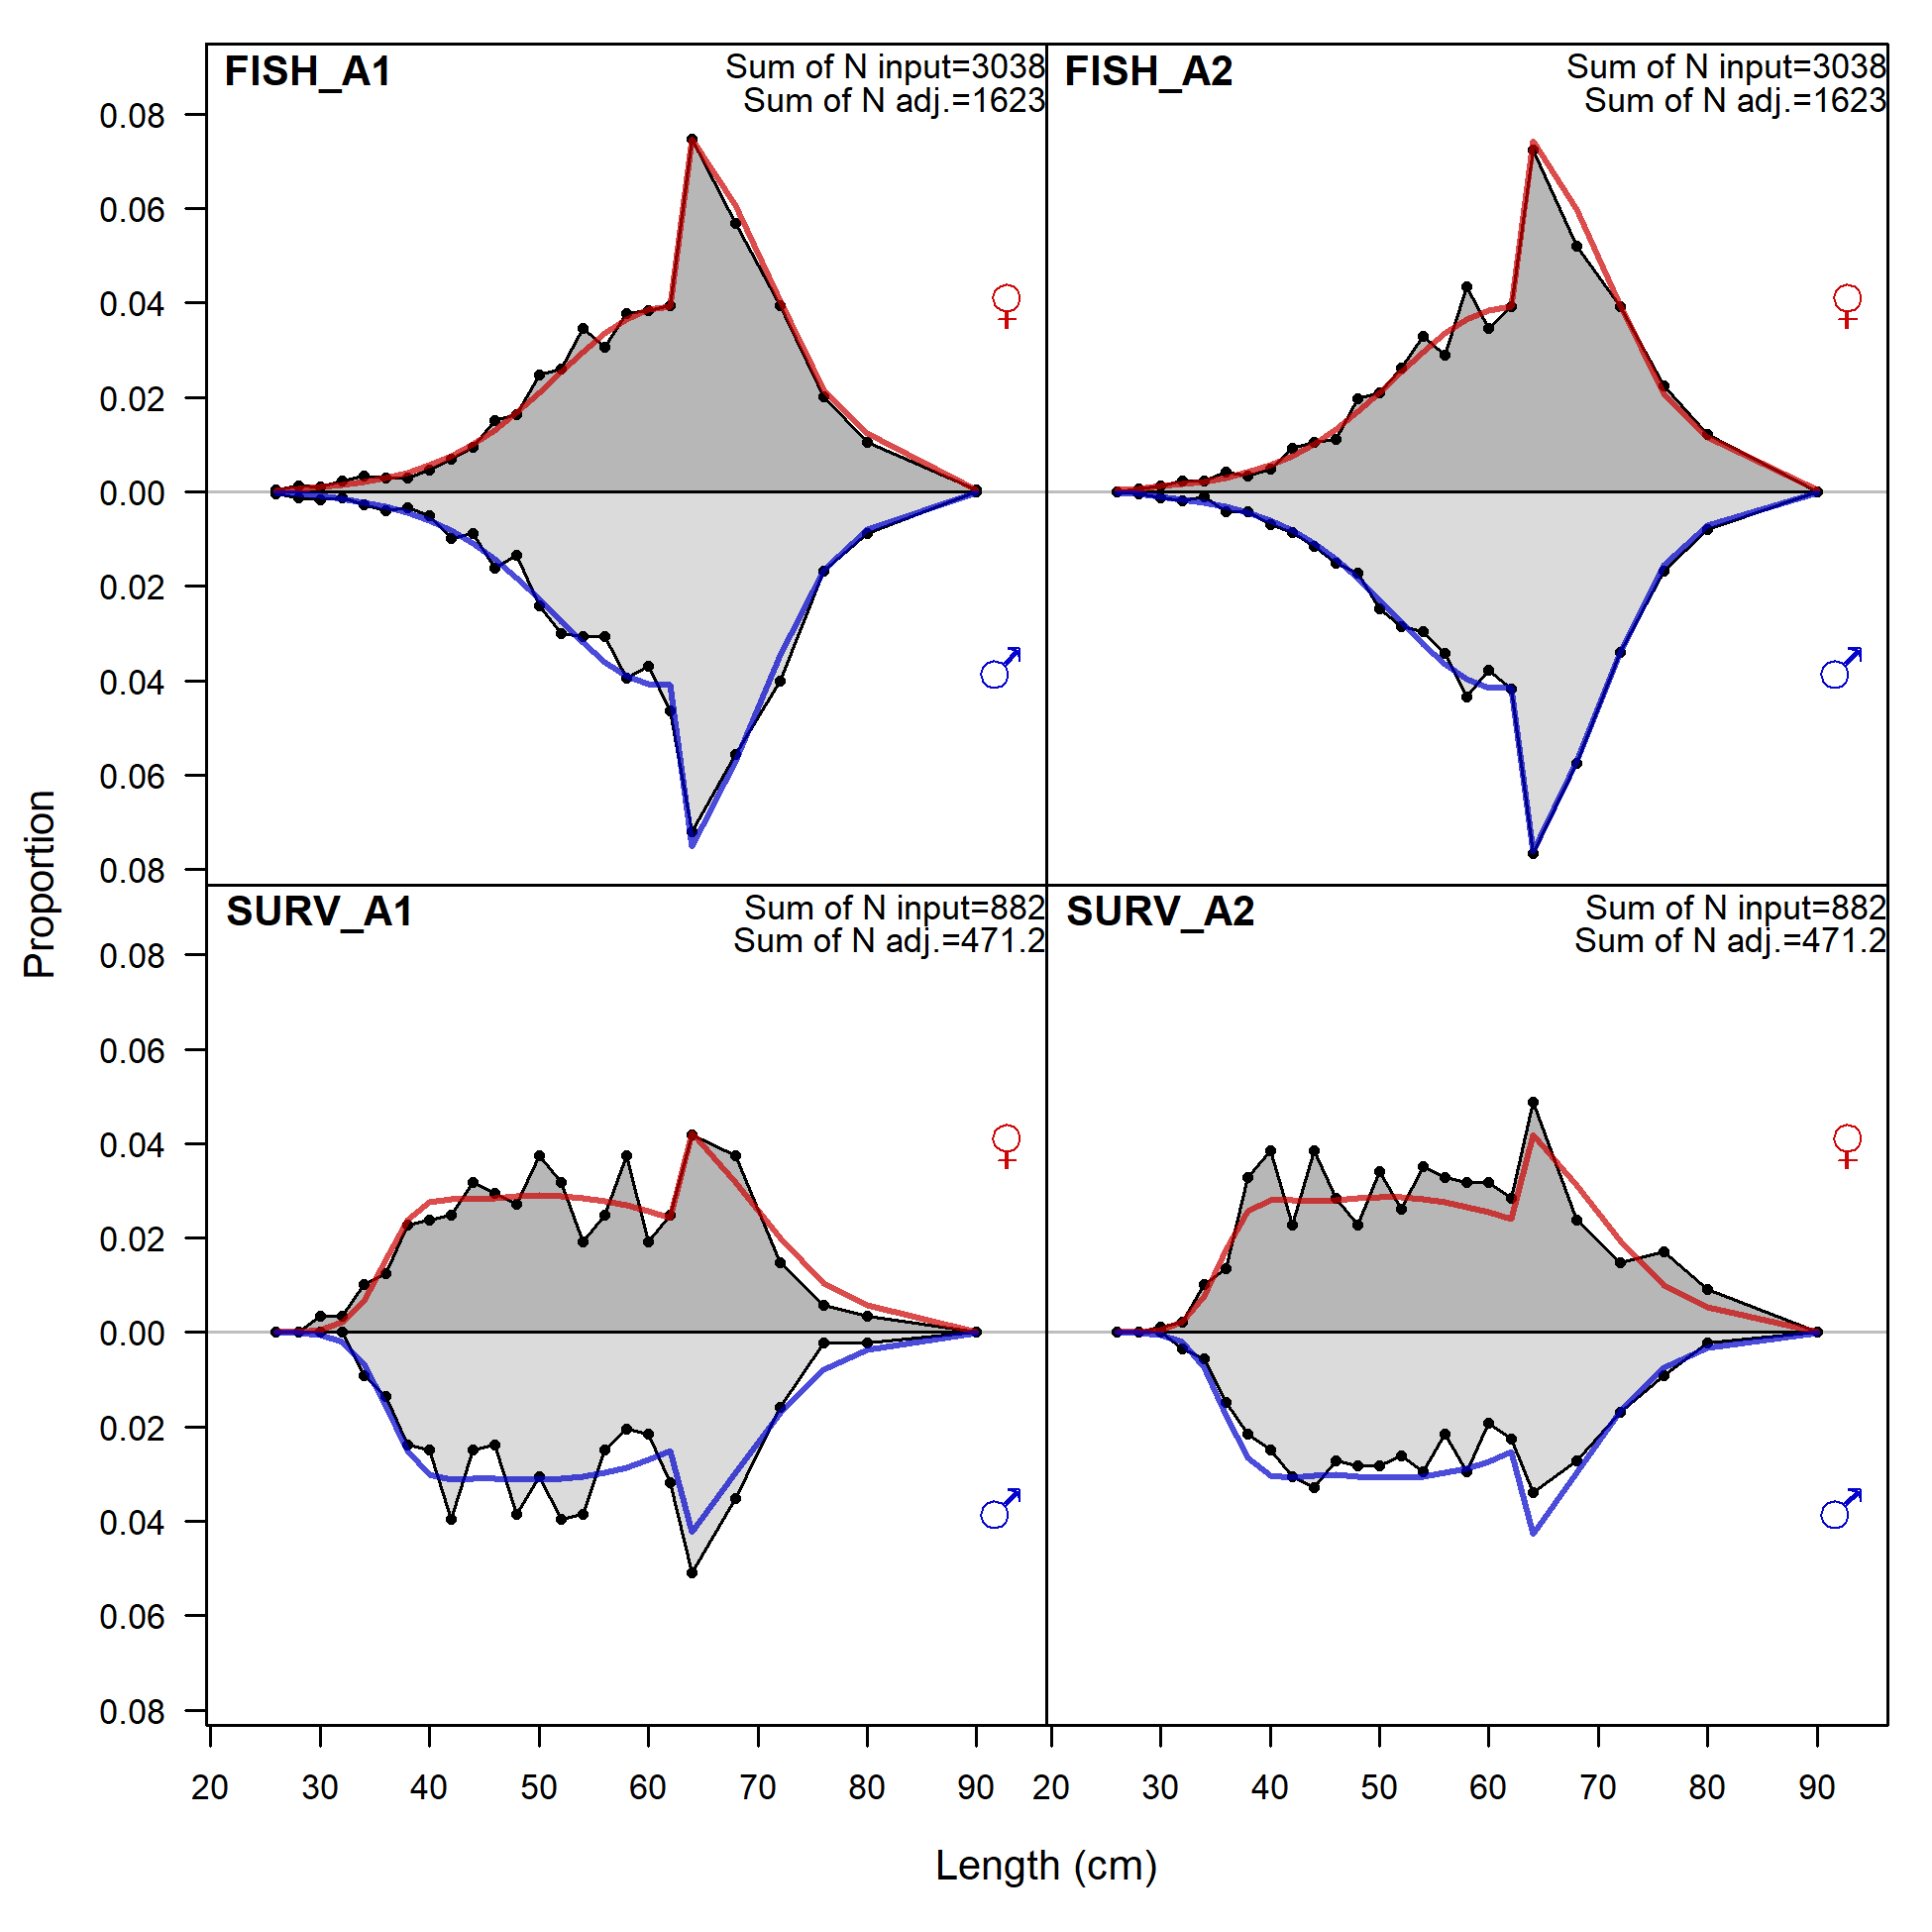 FISH_A1
Sum of N input=3038
Sum of N adj.=1623
FISH_A2
Sum of N input=3038
Sum of N adj.=1623
0.08
0.06
0.04
0.02
0.00
0.02
0.04
0.06
0.08
♀
♂
♀
♂
Proportion
SURV_A1
Sum of N input=882
Sum of N adj.=471.2
SURV_A2
Sum of N input=882
Sum of N adj.=471.2
0.08
0.06
0.04
0.02
0.00
0.02
0.04
0.06
0.08
♀
♂
♀
♂
20 30 40 50 60 70 80 90 20 30 40 50 60 70 80 90
Length (cm)